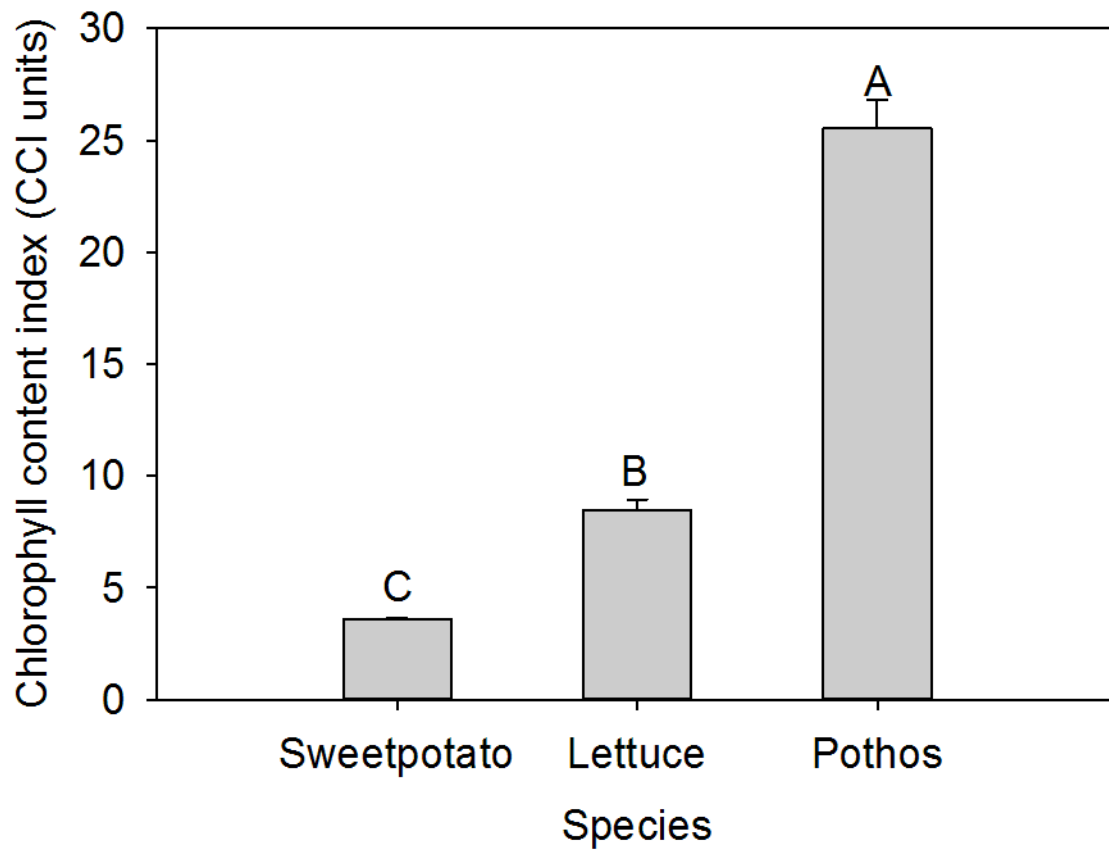 Chlorophyll content index (CCI units)
30
25
20
15
10
5
0
A
B
C
Sweetpotato Lettuce Pothos
Species